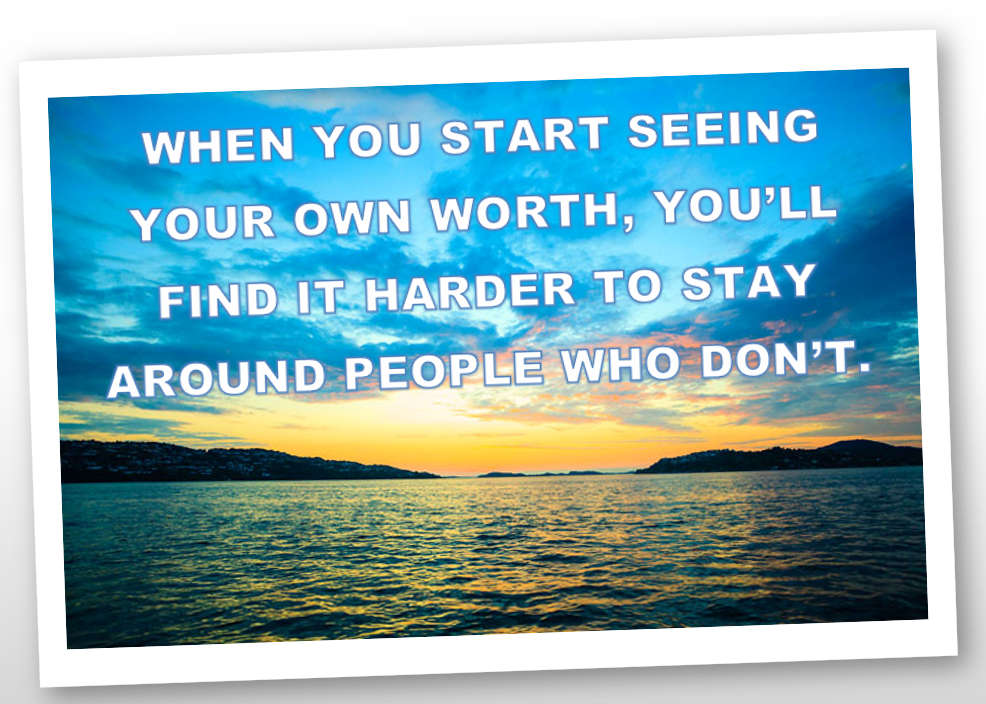 WHEN YOU START SEEING
YOUR OWN WORTH, YOU’LL
FIND IT HARDER TO STAY
AROUND PEOPLE WHO DON’T.